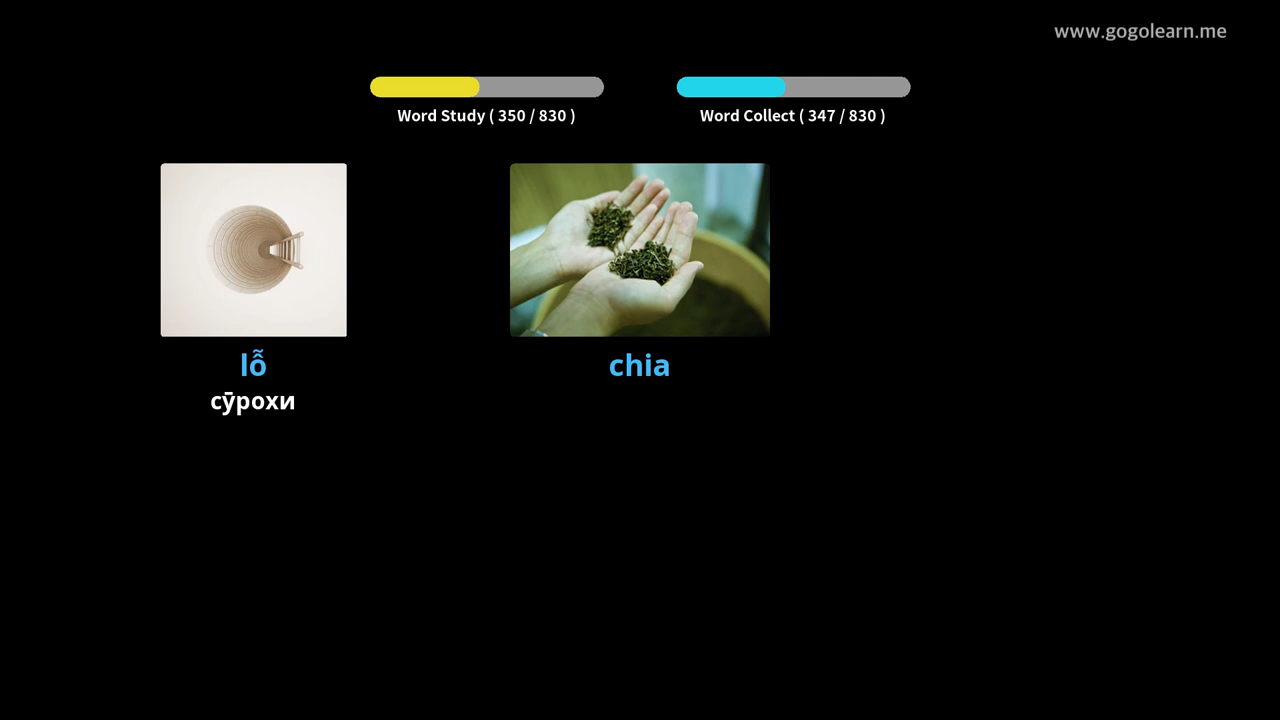 www.gogolearn.me
Word Study ( 350 / 830 )
Word Collect ( 347 / 830 )
lỗ
chia
сӯрохи